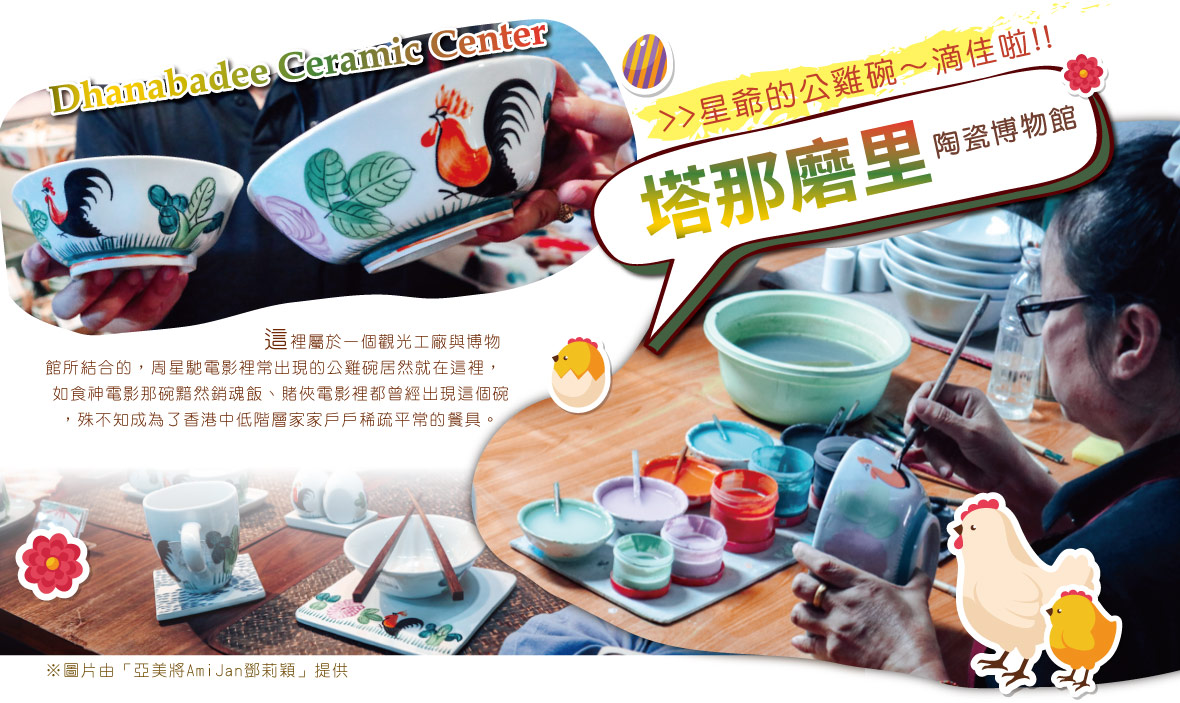 Dhanabadee Ceramic Center
>>星爺的公雞碗～滴佳啦!!
塔那磨里 陶瓷博物館
這裡屬於一個觀光工廠與博物
館所結合的，周星馳電影裡常出現的公雞碗居然就在這裡，
如食神電影那碗黯然銷魂飯、賭俠電影裡都曾經出現這個碗
，殊不知成為了香港中低階層家家戶戶稀疏平常的餐具。
※圖片由「亞美將AmiJan鄧莉穎」提供